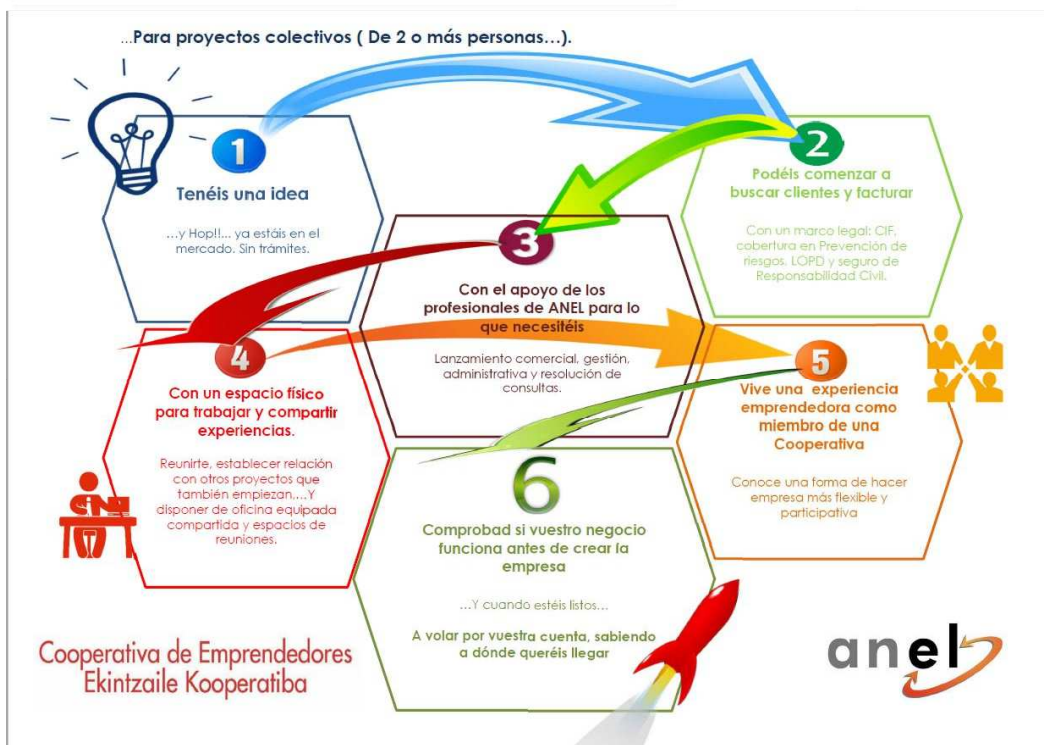 ...Para proyectos colectivos ( De 2 o más personas...).
1
Tenéis una idea
...y Hop!!... ya estáis en el
mercado. Sin trámites.
2
Podéis comenzar a
buscar clientes y facturar
Con un marco legal: CIF,
cobertura en Prevención de
riesgos, LOPD y seguro de
Responsabilidad Civil.
3
Con el apoyo de los
profesionales de ANEL para lo
que necesitéis
Lanzamiento comercial, gestión,
administrativa y resolución de
consultas.
4
Con un espacio físico
para trabajar y compartir
experiencias.
Reunirte, establecer relación
con otros proyectos que
también empiezan....Y
disponer de oficina equipada
compartida y espacios de
reuniones.
5
Vive una experiencia
emprendedora como
miembro de una
Cooperativa
Conoce una forma de hacer
empresa más flexible y
participativa
6
Comprobad si vuestro negocio
funciona antes de crear la
empresa
...Y cuando estéis listos...
A volar por vuestra cuenta, sabiendo
a dónde queréis llegar
Cooperativa de Emprendedores
Ekintzaile Kooperatiba
anel